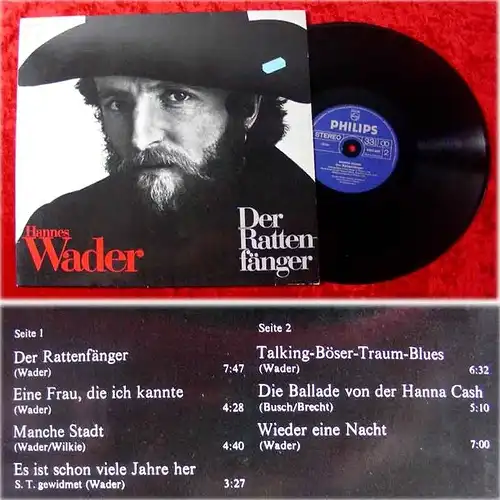 Hannes
Wader
Der
Ratten
fänger
PHILIPS
STEREO
33 1/3
2
Seite 1
Der Rattenfänger
(Wader) 7:47
Eine Frau, die ich kannte
(Wader) 4:28
Manche Stadt
(Wader/Wilkie) 4:40
Es ist schon viele Jahre her
S. T. gewidmet (Wader) 3:27
Seite 2
Talking-Böser-Traum-Blues
(Wader) 6:32
Die Ballade von der Hanna Cash
(Busch/Brecht) 5:10
Wieder eine Nacht
(Wader) 7:00